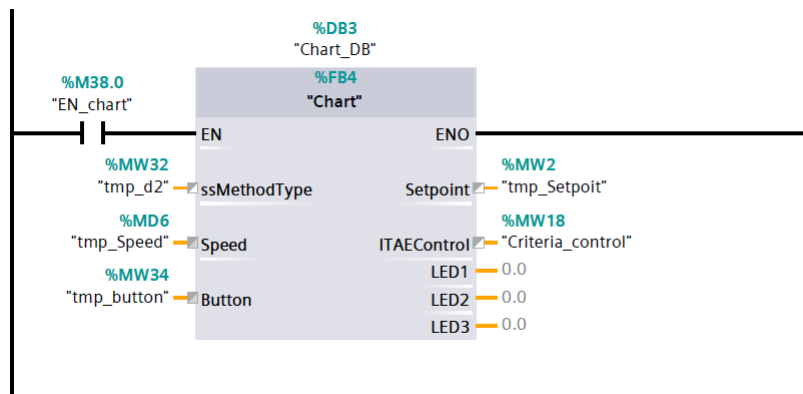 %DB3
"Chart_DB"
%M38.0
"EN_chart"
%FB4
"Chart"
EN
ENO
%MW32
"tmp_d2"
ssMethodType
Setpoint
%MW2
"tmp_Setpoit"
%MD6
"tmp_Speed"
Speed
ITAEControl
%MW18
"Criteria_control"
LED1
0.0
%MW34
"tmp_button"
Button
LED2
0.0
LED3
0.0